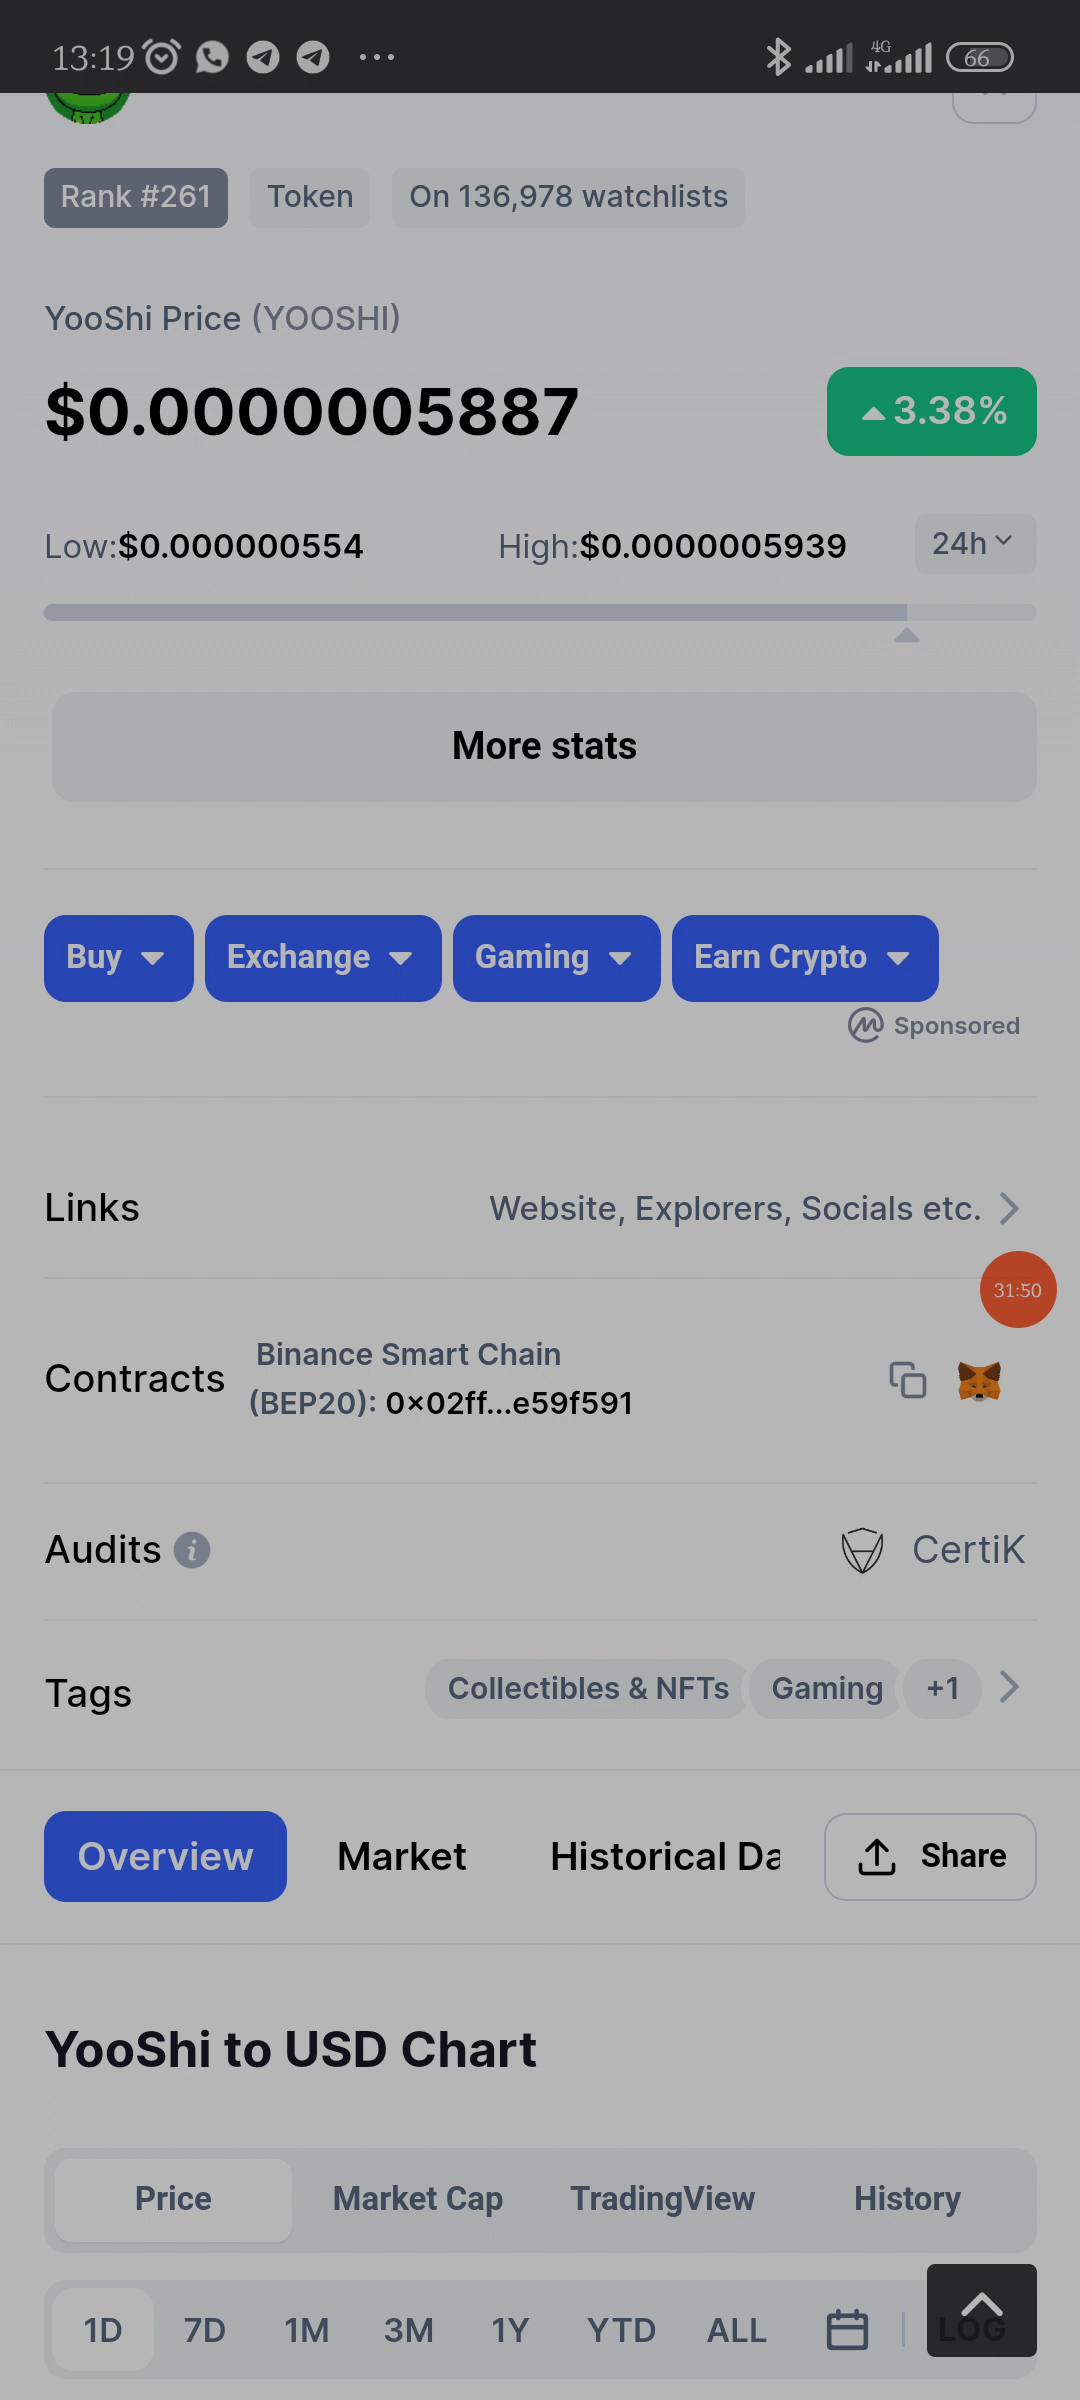 13:19 4G 66
Rank #261 Token On 136,978 watchlists
YooShi Price (YOOSHI)
$0.0000005887 3.38%
Low:$0.000000554 High:$0.0000005939 24h
More stats
Buy Exchange Gaming Earn Crypto
Sponsored
Links Website, Explorers, Socials etc.
31:50
Contracts Binance Smart Chain
(BEP20): 0x02ff...e59f591
Audits CertiK
Tags Collectibles & NFTs Gaming +1
Overview Market Historical Da Share
YooShi to USD Chart
Price Market Cap TradingView History
1D 7D 1M 3M 1Y YTD ALL LOG